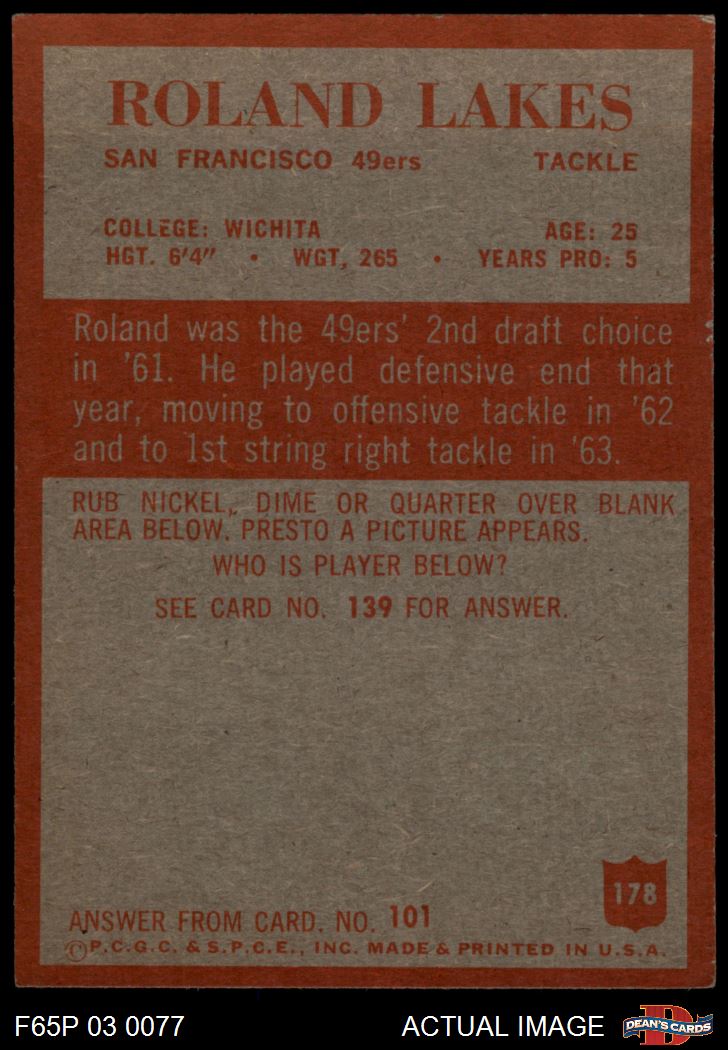 ROLAND LAKES
SAN FRANCISCO 49ers TACKLE
COLLEGE: WICHITA AGE: 25
HGT. 6'4" • WGT, 265 • YEARS PRO: 5
Roland was the 49ers' 2nd draft choice
in '61. He played defensive end that
year, moving to offensive tackle in '62
and to 1st string right tackle in '63.
RUB NICKEL, DIME OR QUARTER OVER BLANK
AREA BELOW. PRESTO A PICTURE APPEARS.
WHO IS PLAYER BELOW?
SEE CARD NO. 139 FOR ANSWER.
178
ANSWER FROM CARD. NO. 101
©P.C.G.C. & S.P.C.E., INC. MADE & PRINTED IN U.S.A.
F65P 03 0077 ACTUAL IMAGE D DEAN'S CARDS